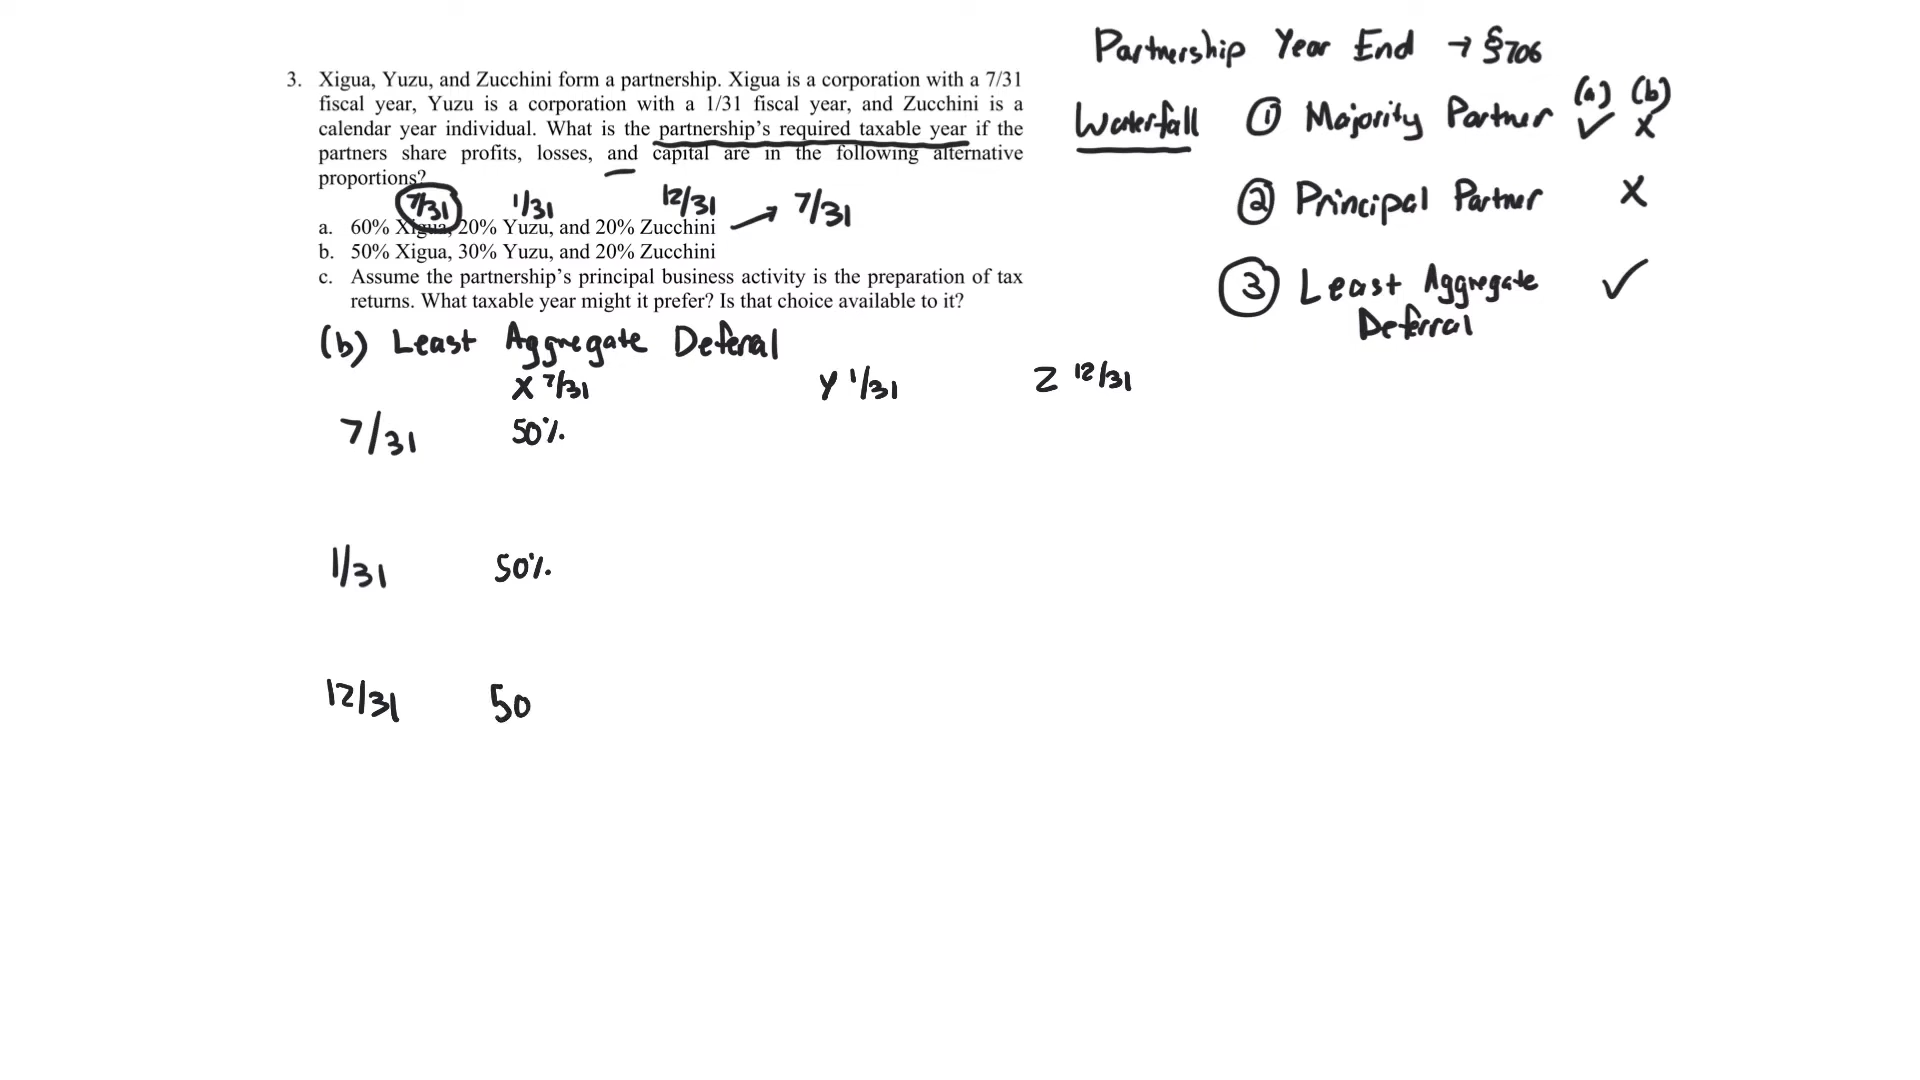 Partnership Year End → §706
3. Xigua, Yuzu, and Zucchini form a partnership. Xigua is a corporation with a 7/31
fiscal year, Yuzu is a corporation with a 1/31 fiscal year, and Zucchini is a
calendar year individual. What is the partnership's required taxable year if the
partners share profits, losses, and capital are in the following alternative
proportions?
(a) (b)
Waterfall ① Majority Partner ✓ X
7/31 1/31 12/31 → 7/31
② Principal Partner X
a. 60% Xigua, 20% Yuzu, and 20% Zucchini
b. 50% Xigua, 30% Yuzu, and 20% Zucchini
c. Assume the partnership's principal business activity is the preparation of tax
returns. What taxable year might it prefer? Is that choice available to it?
③ Least Aggregate ✓
Deferral
(b) Least Aggregate Deferral
X 7/31 Y 1/31 Z 12/31
7/31 50%
1/31 50%
12/31 50